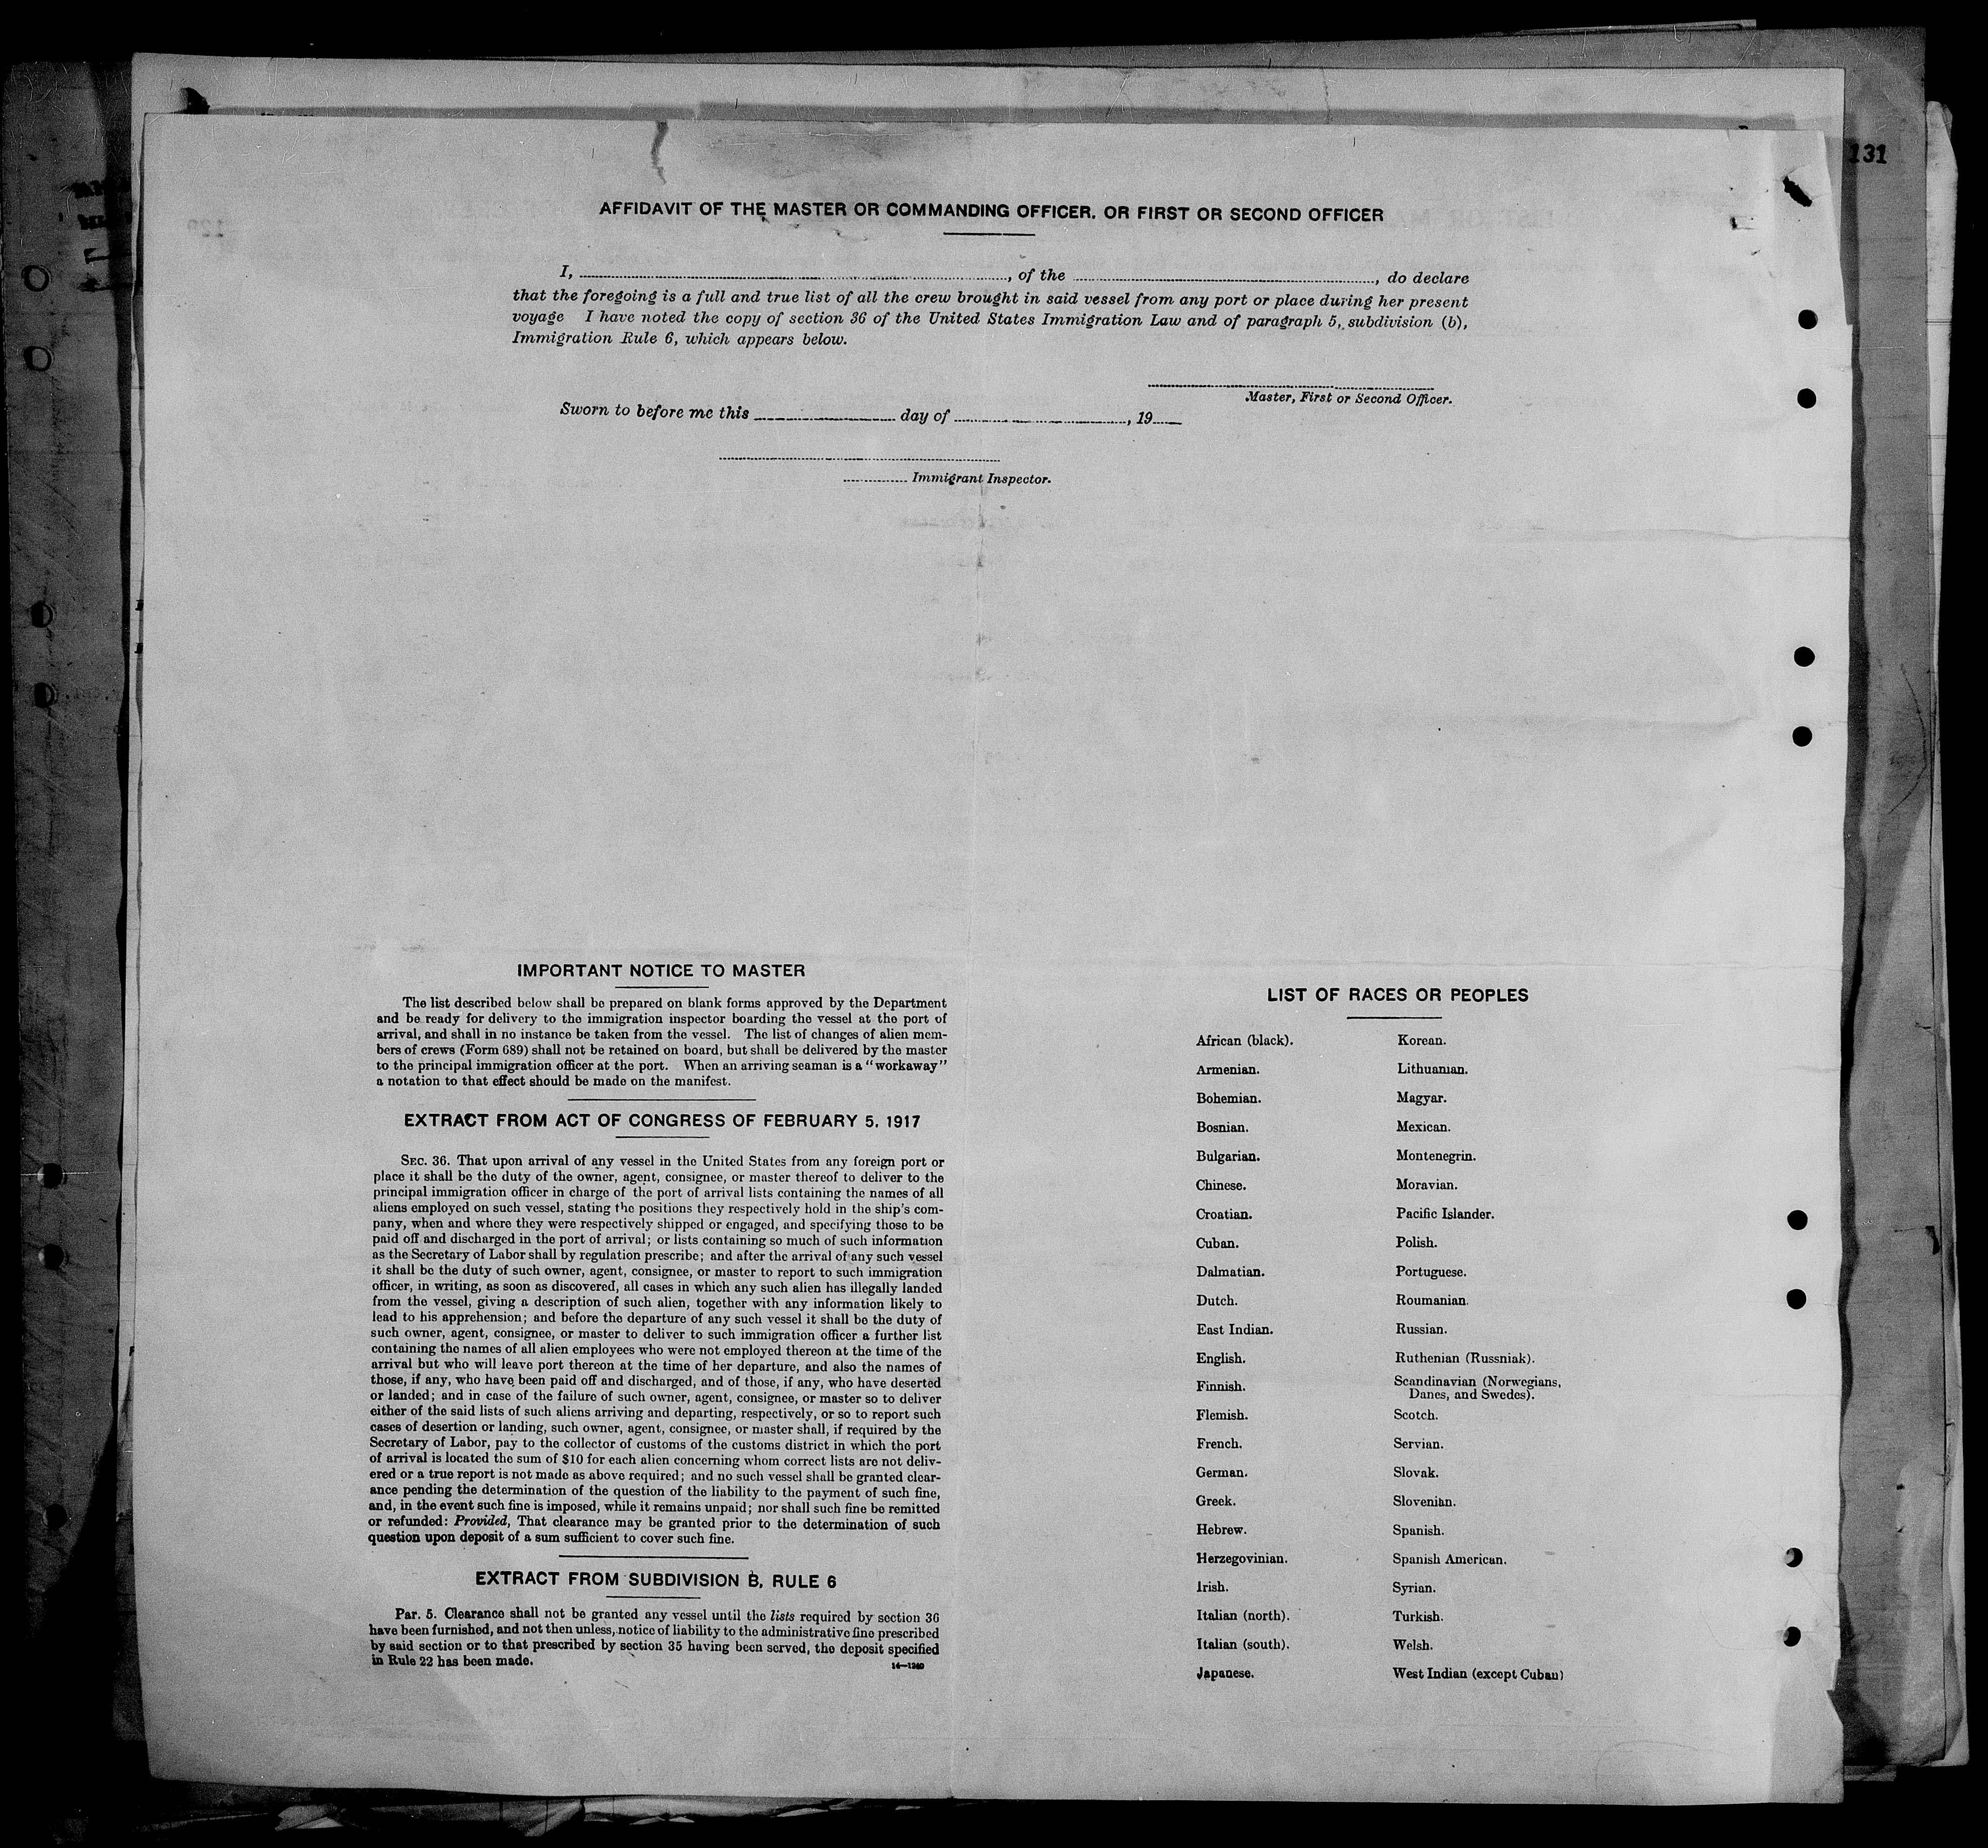 131
AFFIDAVIT OF THE MASTER OR COMMANDING OFFICER, OR FIRST OR SECOND OFFICER
I, ..............., of the ..............., do declare
that the foregoing is a full and true list of all the crew brought in said vessel from any port or place during her present
voyage I have noted the copy of section 36 of the United States Immigration Law and of paragraph 5, subdivision (b),
Immigration Rule 6, which appears below.
Master, First or Second Officer.
Sworn to before me this ............... day of ..............., 19......
............... Immigrant Inspector.
IMPORTANT NOTICE TO MASTER
The list described below shall be prepared on blank forms approved by the Department
and be ready for delivery to the immigration inspector boarding the vessel at the port of
arrival, and shall in no instance be taken from the vessel. The list of changes of alien mem-
bers of crews (Form 689) shall not be retained on board, but shall be delivered by the master
to the principal immigration officer at the port. When an arriving seaman is a "workaway"
a notation to that effect should be made on the manifest.
EXTRACT FROM ACT OF CONGRESS OF FEBRUARY 5, 1917
SEC. 36. That upon arrival of any vessel in the United States from any foreign port or
place it shall be the duty of the owner, agent, consignee, or master thereof to deliver to the
principal immigration officer in charge of the port of arrival lists containing the names of all
aliens employed on such vessel, stating the positions they respectively hold in the ship's com-
pany, when and where they were respectively shipped or engaged, and specifying those to be
paid off and discharged in the port of arrival; or lists containing so much of such information
as the Secretary of Labor shall by regulation prescribe; and after the arrival of any such vessel
it shall be the duty of such owner, agent, consignee, or master to report to such immigration
officer, in writing, as soon as discovered, all cases in which any such alien has illegally landed
from the vessel, giving a description of such alien, together with any information likely to
lead to his apprehension; and before the departure of any such vessel it shall be the duty of
such owner, agent, consignee, or master to deliver to such immigration officer a further list
containing the names of all alien employees who were not employed thereon at the time of the
arrival but who will leave port thereon at the time of her departure, and also the names of
those, if any, who have been paid off and discharged, and of those, if any, who have deserted
or landed; and in case of the failure of such owner, agent, consignee, or master so to deliver
either of the said lists of such aliens arriving and departing, respectively, or so to report such
cases of desertion or landing, such owner, agent, consignee, or master shall, if required by the
Secretary of Labor, pay to the collector of customs of the customs district in which the port
of arrival is located the sum of $10 for each alien concerning whom correct lists are not deliv-
ered or a true report is not made as above required; and no such vessel shall be granted clear-
ance pending the determination of the question of the liability to the payment of such fine,
and, in the event such fine is imposed, while it remains unpaid; nor shall such fine be remitted
or refunded: Provided, That clearance may be granted prior to the determination of such
question upon deposit of a sum sufficient to cover such fine.
EXTRACT FROM SUBDIVISION B, RULE 6
Par. 5. Clearance shall not be granted any vessel until the lists required by section 36
have been furnished, and not then unless, notice of liability to the administrative fine prescribed
by said section or to that prescribed by section 35 having been served, the deposit specified
in Rule 22 has been made.
14—1240
LIST OF RACES OR PEOPLES
African (black).
Armenian.
Bohemian.
Bosnian.
Bulgarian.
Chinese.
Croatian.
Cuban.
Dalmatian.
Dutch.
East Indian.
English.
Finnish.
Flemish.
French.
German.
Greek.
Hebrew.
Herzegovinian.
Irish.
Italian (north).
Italian (south).
Japanese.
Korean.
Lithuanian.
Magyar.
Mexican.
Montenegrin.
Moravian.
Pacific Islander.
Polish.
Portuguese.
Roumanian.
Russian.
Ruthenian (Russniak).
Scandinavian (Norwegians,
Danes, and Swedes).
Scotch.
Servian.
Slovak.
Slovenian.
Spanish.
Spanish American.
Syrian.
Turkish.
Welsh.
West Indian (except Cuban)